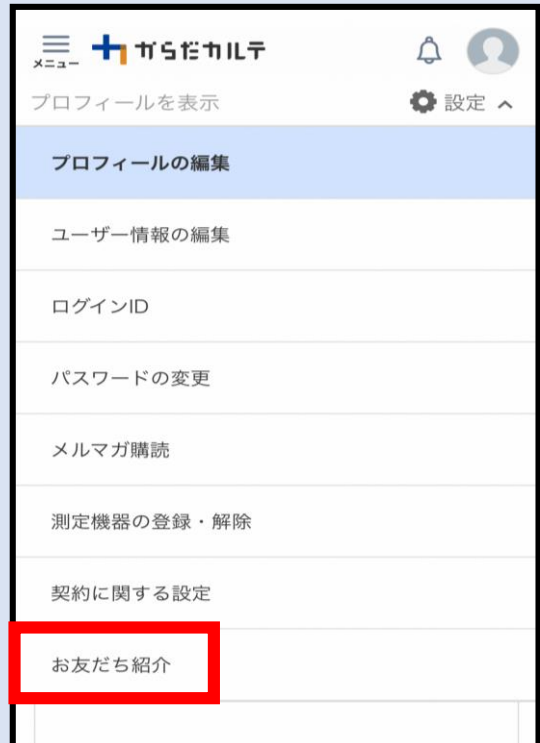 メニュー からだカルテ
プロフィールを表示 設定
プロフィールの編集
ユーザー情報の編集
ログインID
パスワードの変更
メルマガ購読
測定機器の登録・解除
契約に関する設定
お友だち紹介